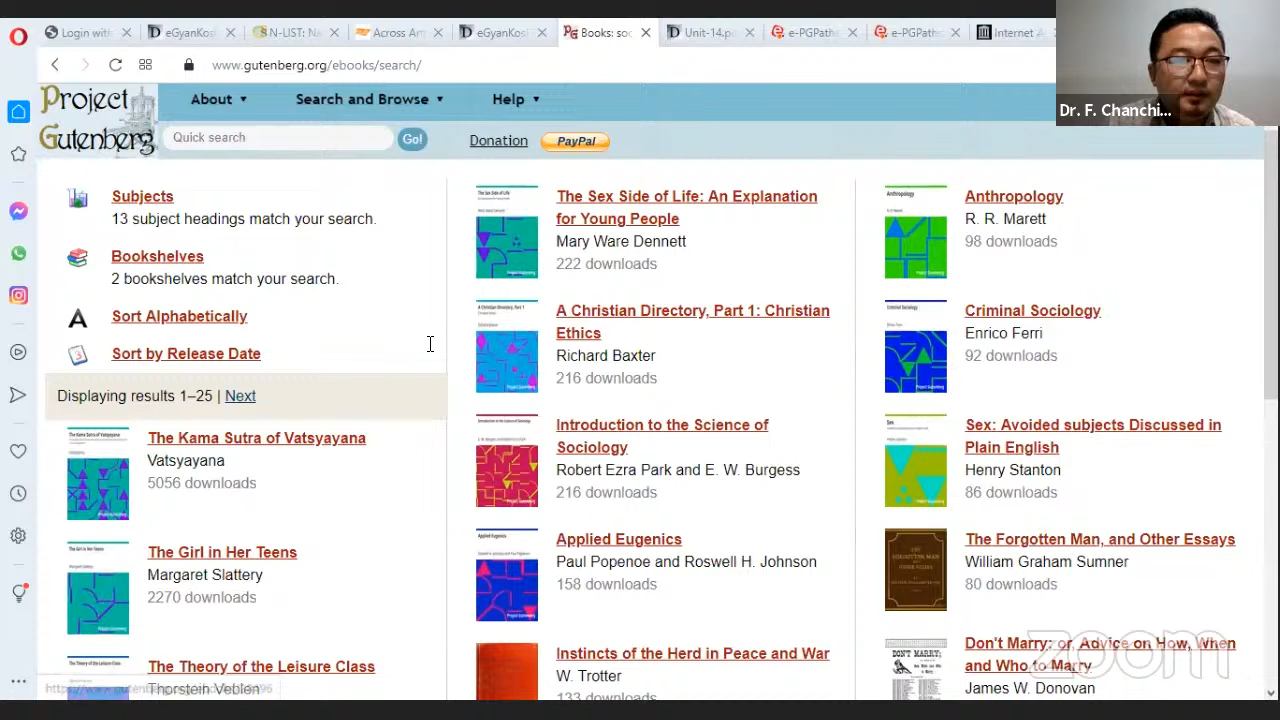 Login with
eGyanKosh
N-LIST: Na
Across Am
eGyanKosh
Books: soc
Unit-14.pd
e-PGPaths
e-PGPaths
Internet A
www.gutenberg.org/ebooks/search/
Dr. F. Chanchi...
Project Gutenberg
About
Search and Browse
Help
Quick search
Go!
Donation
PayPal
Subjects
13 subject headings match your search.
Bookshelves
2 bookshelves match your search.
Sort Alphabetically
Sort by Release Date
Displaying results 1–25 | Next
The Kama Sutra of Vatsyayana
Vatsyayana
5056 downloads
The Girl in Her Teens
Margaret Slattery
2270 downloads
The Theory of the Leisure Class
Thorstein Veblen
The Sex Side of Life: An Explanation
for Young People
Mary Ware Dennett
222 downloads
A Christian Directory, Part 1: Christian
Ethics
Richard Baxter
216 downloads
Introduction to the Science of
Sociology
Robert Ezra Park and E. W. Burgess
216 downloads
Applied Eugenics
Paul Popenoe and Roswell H. Johnson
158 downloads
Instincts of the Herd in Peace and War
W. Trotter
133 downloads
Anthropology
R. R. Marett
98 downloads
Criminal Sociology
Enrico Ferri
92 downloads
Sex: Avoided subjects Discussed in
Plain English
Henry Stanton
86 downloads
The Forgotten Man, and Other Essays
William Graham Sumner
80 downloads
Don't Marry; or, Advice on How, When
and Who to Marry
James W. Donovan
zoom